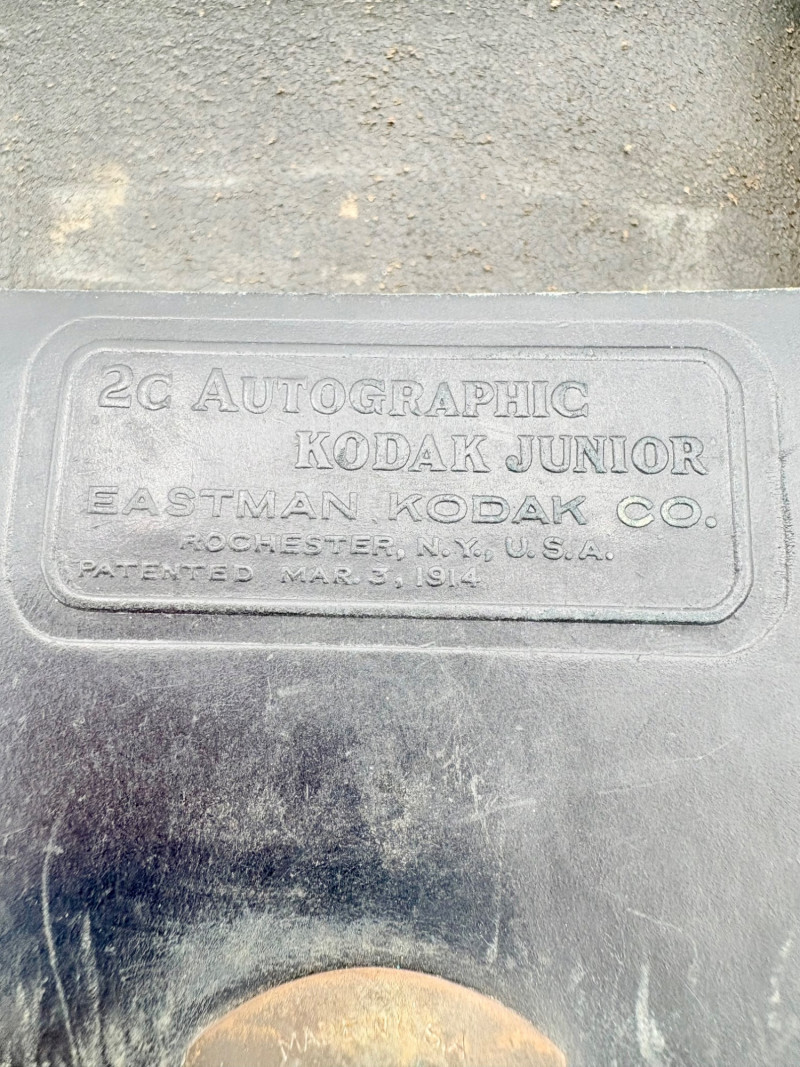 2C AUTOGRAPHIC
KODAK JUNIOR
EASTMAN KODAK CO.
ROCHESTER, N.Y., U.S.A.
PATENTED MAR. 3, 1914